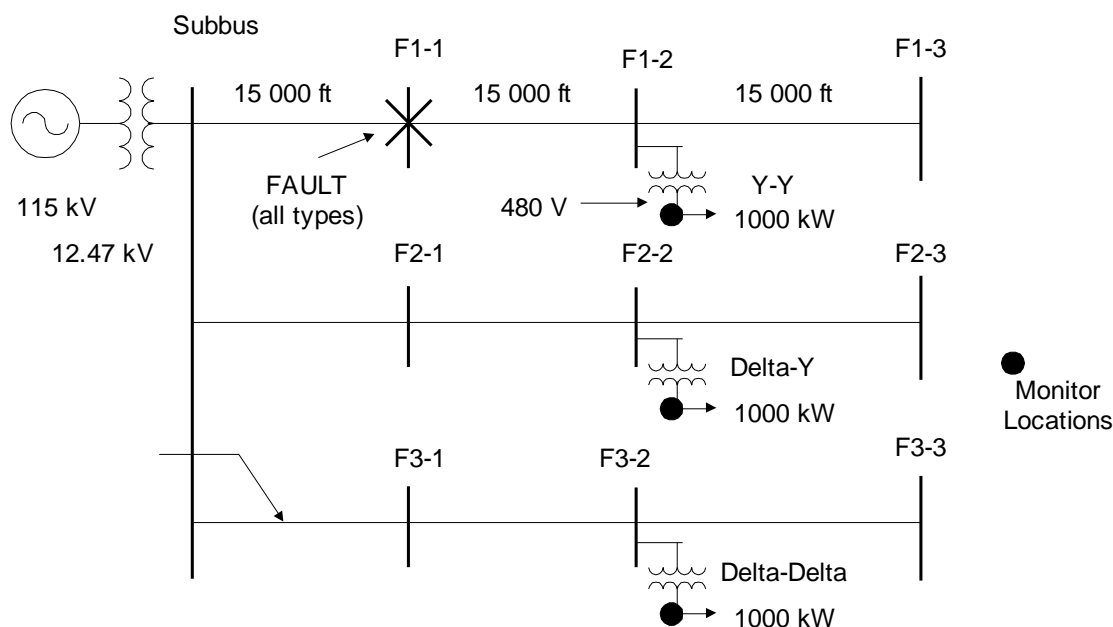 Subbus
F1-1
F1-2
F1-3
15 000 ft
15 000 ft
15 000 ft
FAULT
(all types)
115 kV
12.47 kV
480 V
Y-Y
1000 kW
F2-1
F2-2
F2-3
Delta-Y
1000 kW
Monitor
Locations
F3-1
F3-2
F3-3
Delta-Delta
1000 kW